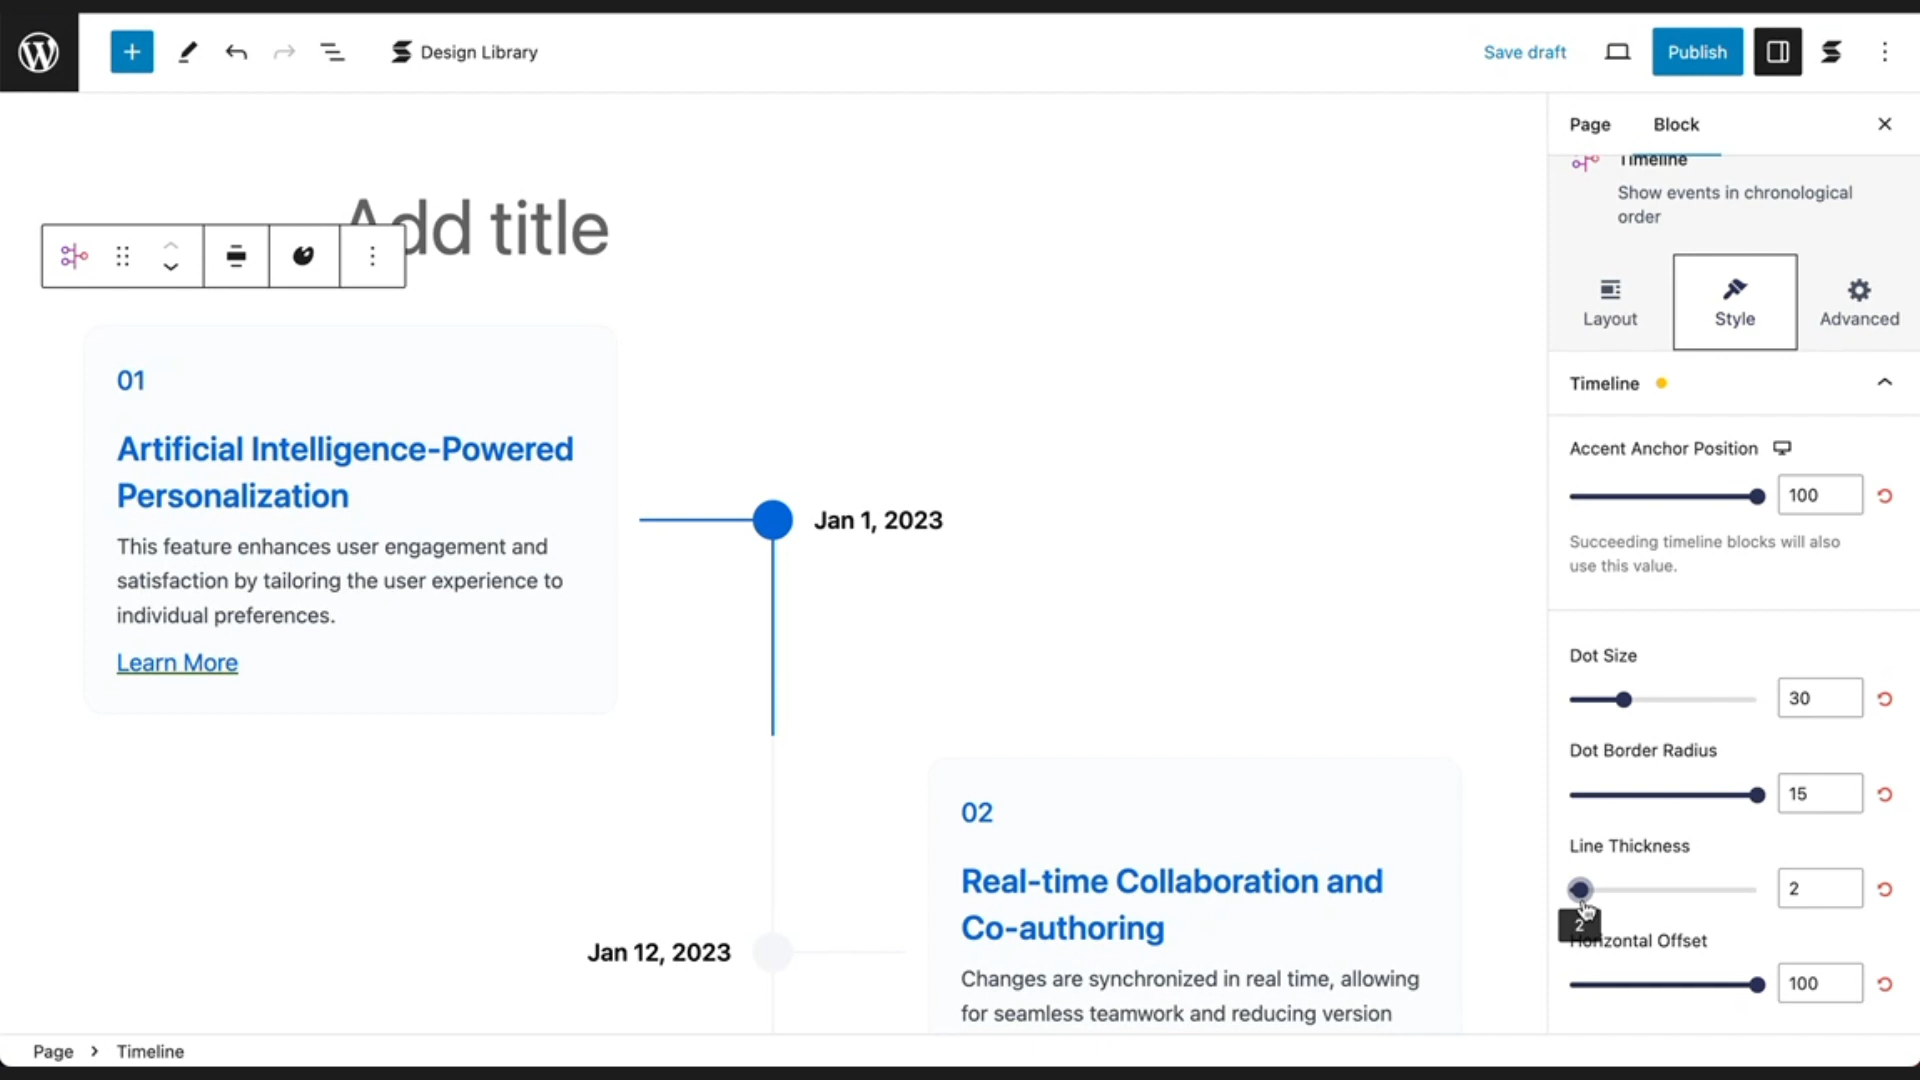 Design Library
Save draft
Publish
Page
Block
Timeline
Show events in chronological
order
Layout
Style
Advanced
Timeline
Accent Anchor Position
100
Succeeding timeline blocks will also
use this value.
Dot Size
30
Dot Border Radius
15
Line Thickness
2
2
Horizontal Offset
100
Add title
01
Artificial Intelligence-Powered
Personalization
This feature enhances user engagement and
satisfaction by tailoring the user experience to
individual preferences.
Learn More
Jan 1, 2023
02
Real-time Collaboration and
Co-authoring
Changes are synchronized in real time, allowing
for seamless teamwork and reducing version
Jan 12, 2023
Page > Timeline